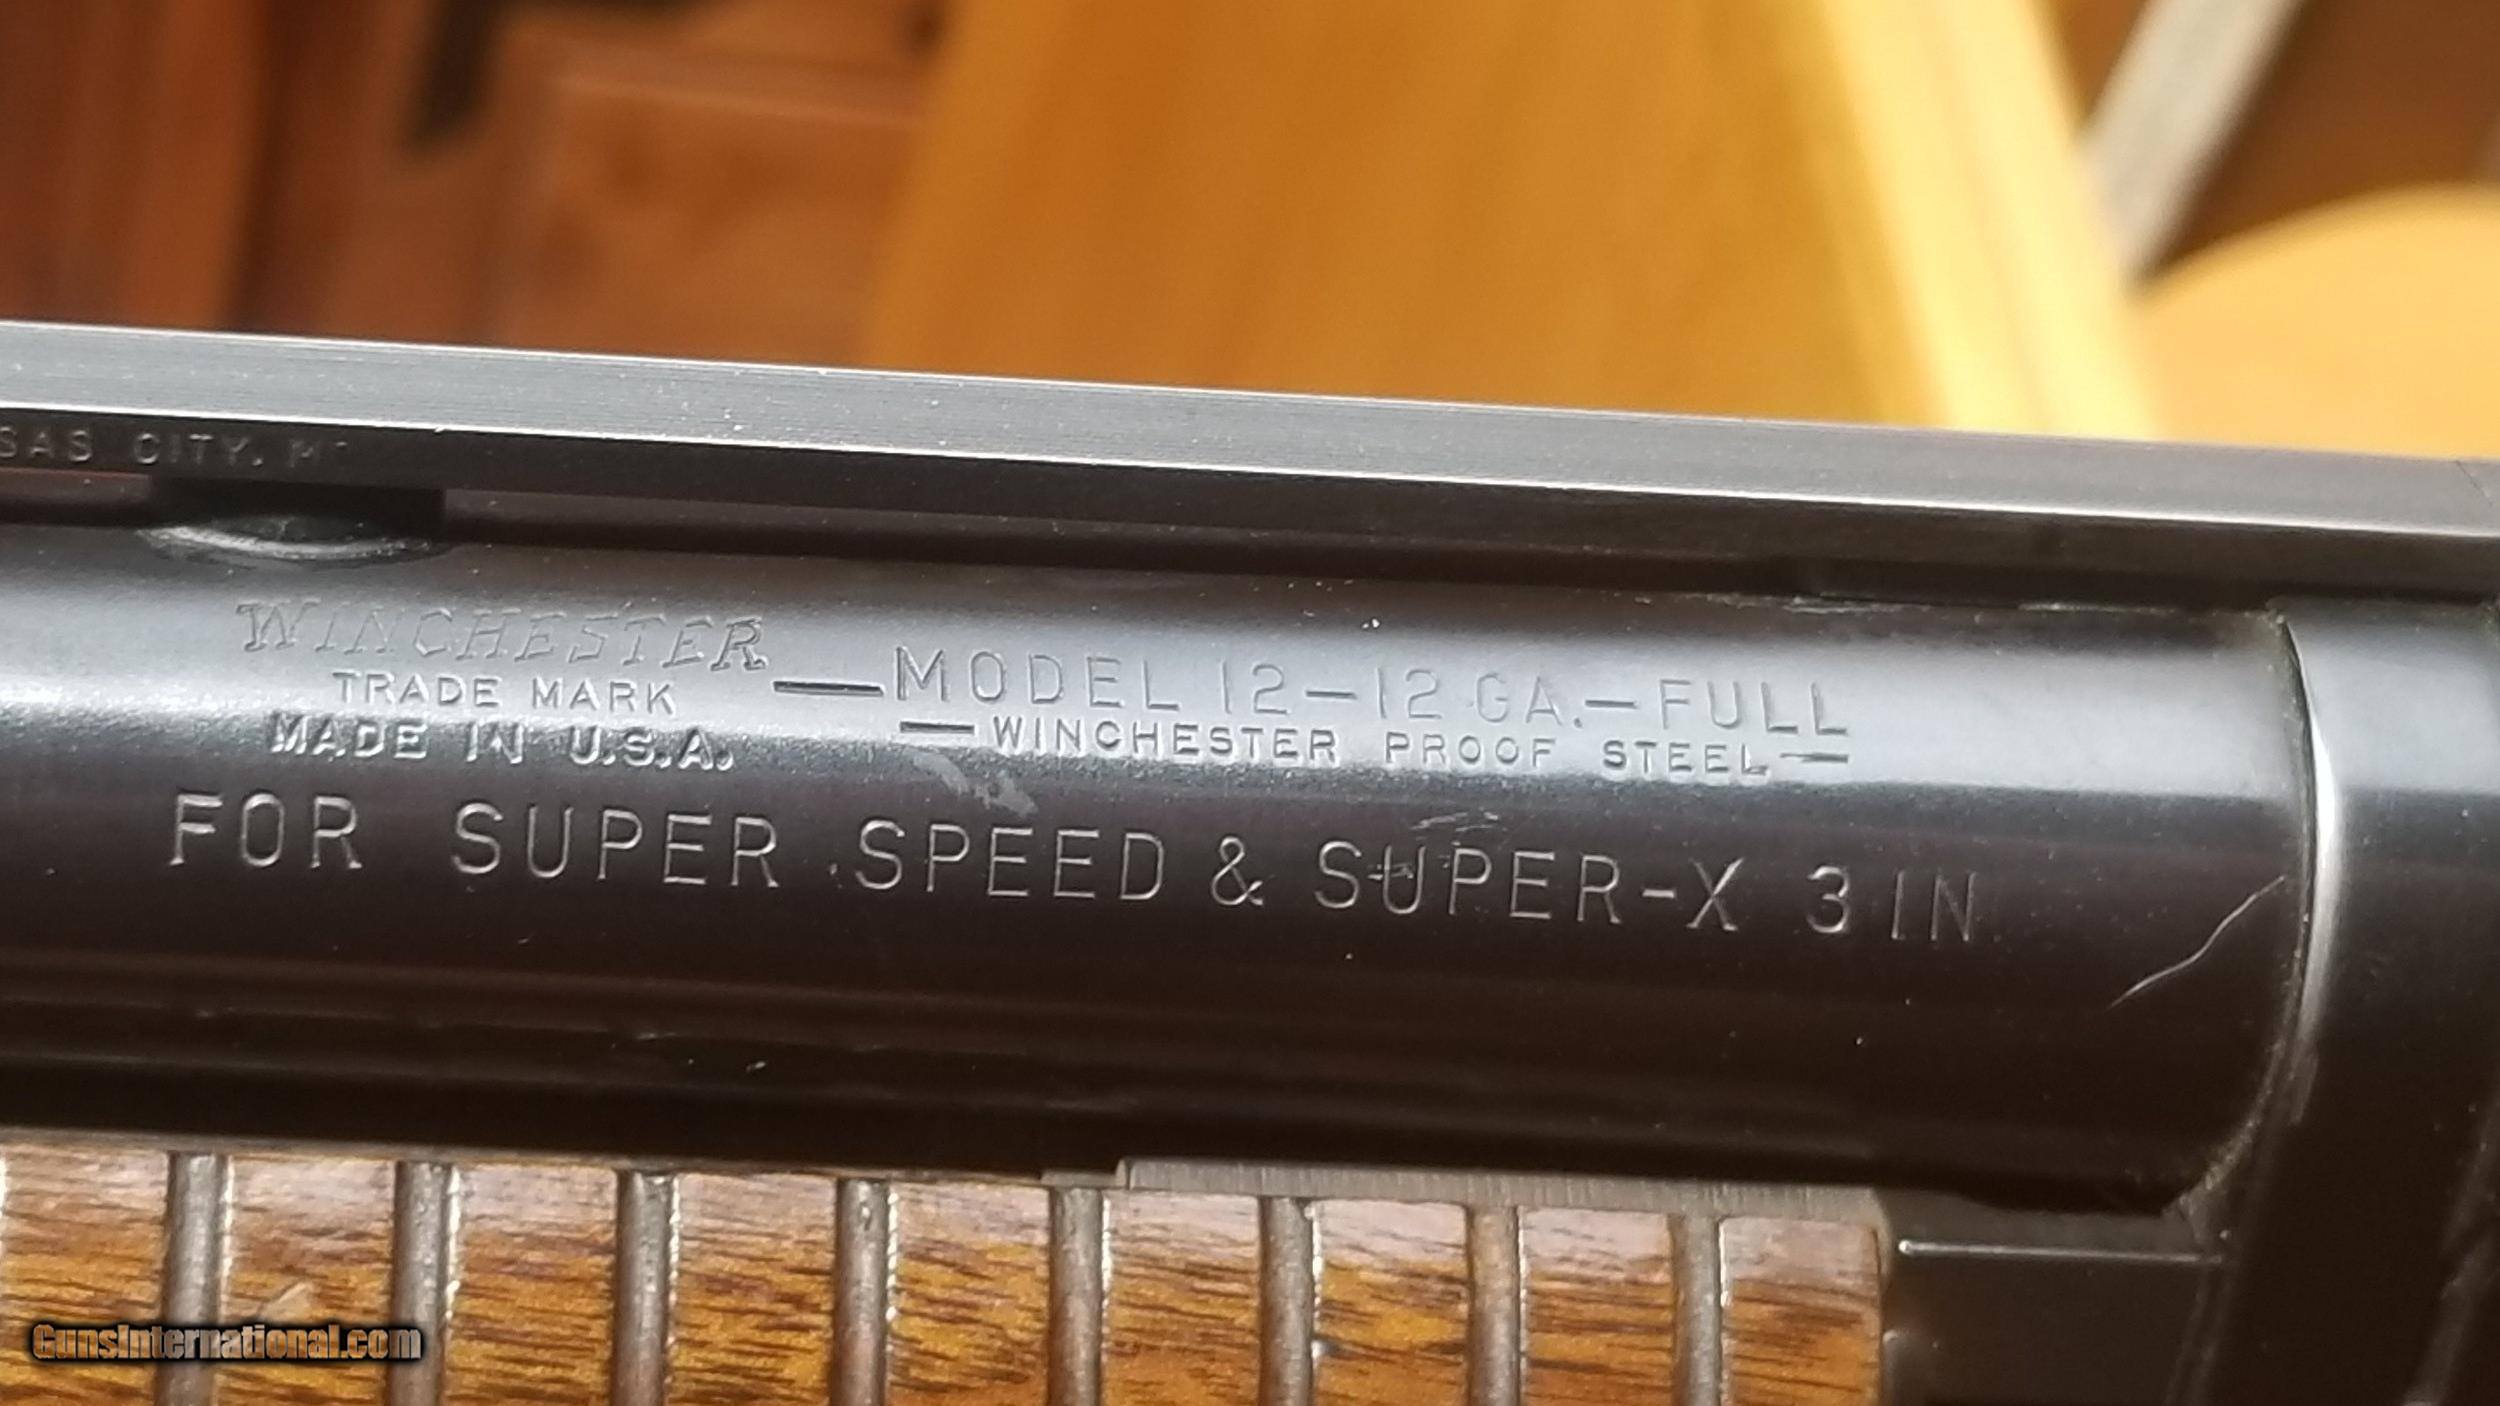 CITY, M
WINCHESTER
TRADE MARK
MADE IN U.S.A.
—MODEL 12—12 GA.—FULL
—WINCHESTER PROOF STEEL—
FOR SUPER SPEED & SUPER-X 3 IN
GunsInternational.com